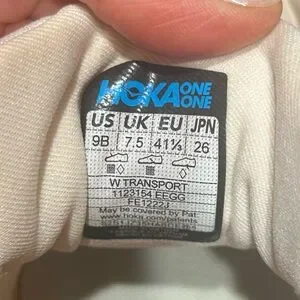 HOKA ONE ONE
US UK EU JPN
9B 7.5 41⅓ 26
W TRANSPORT
1123154 EEGG
FE1222J
May be covered by Pat.
www.hoka.com/patents